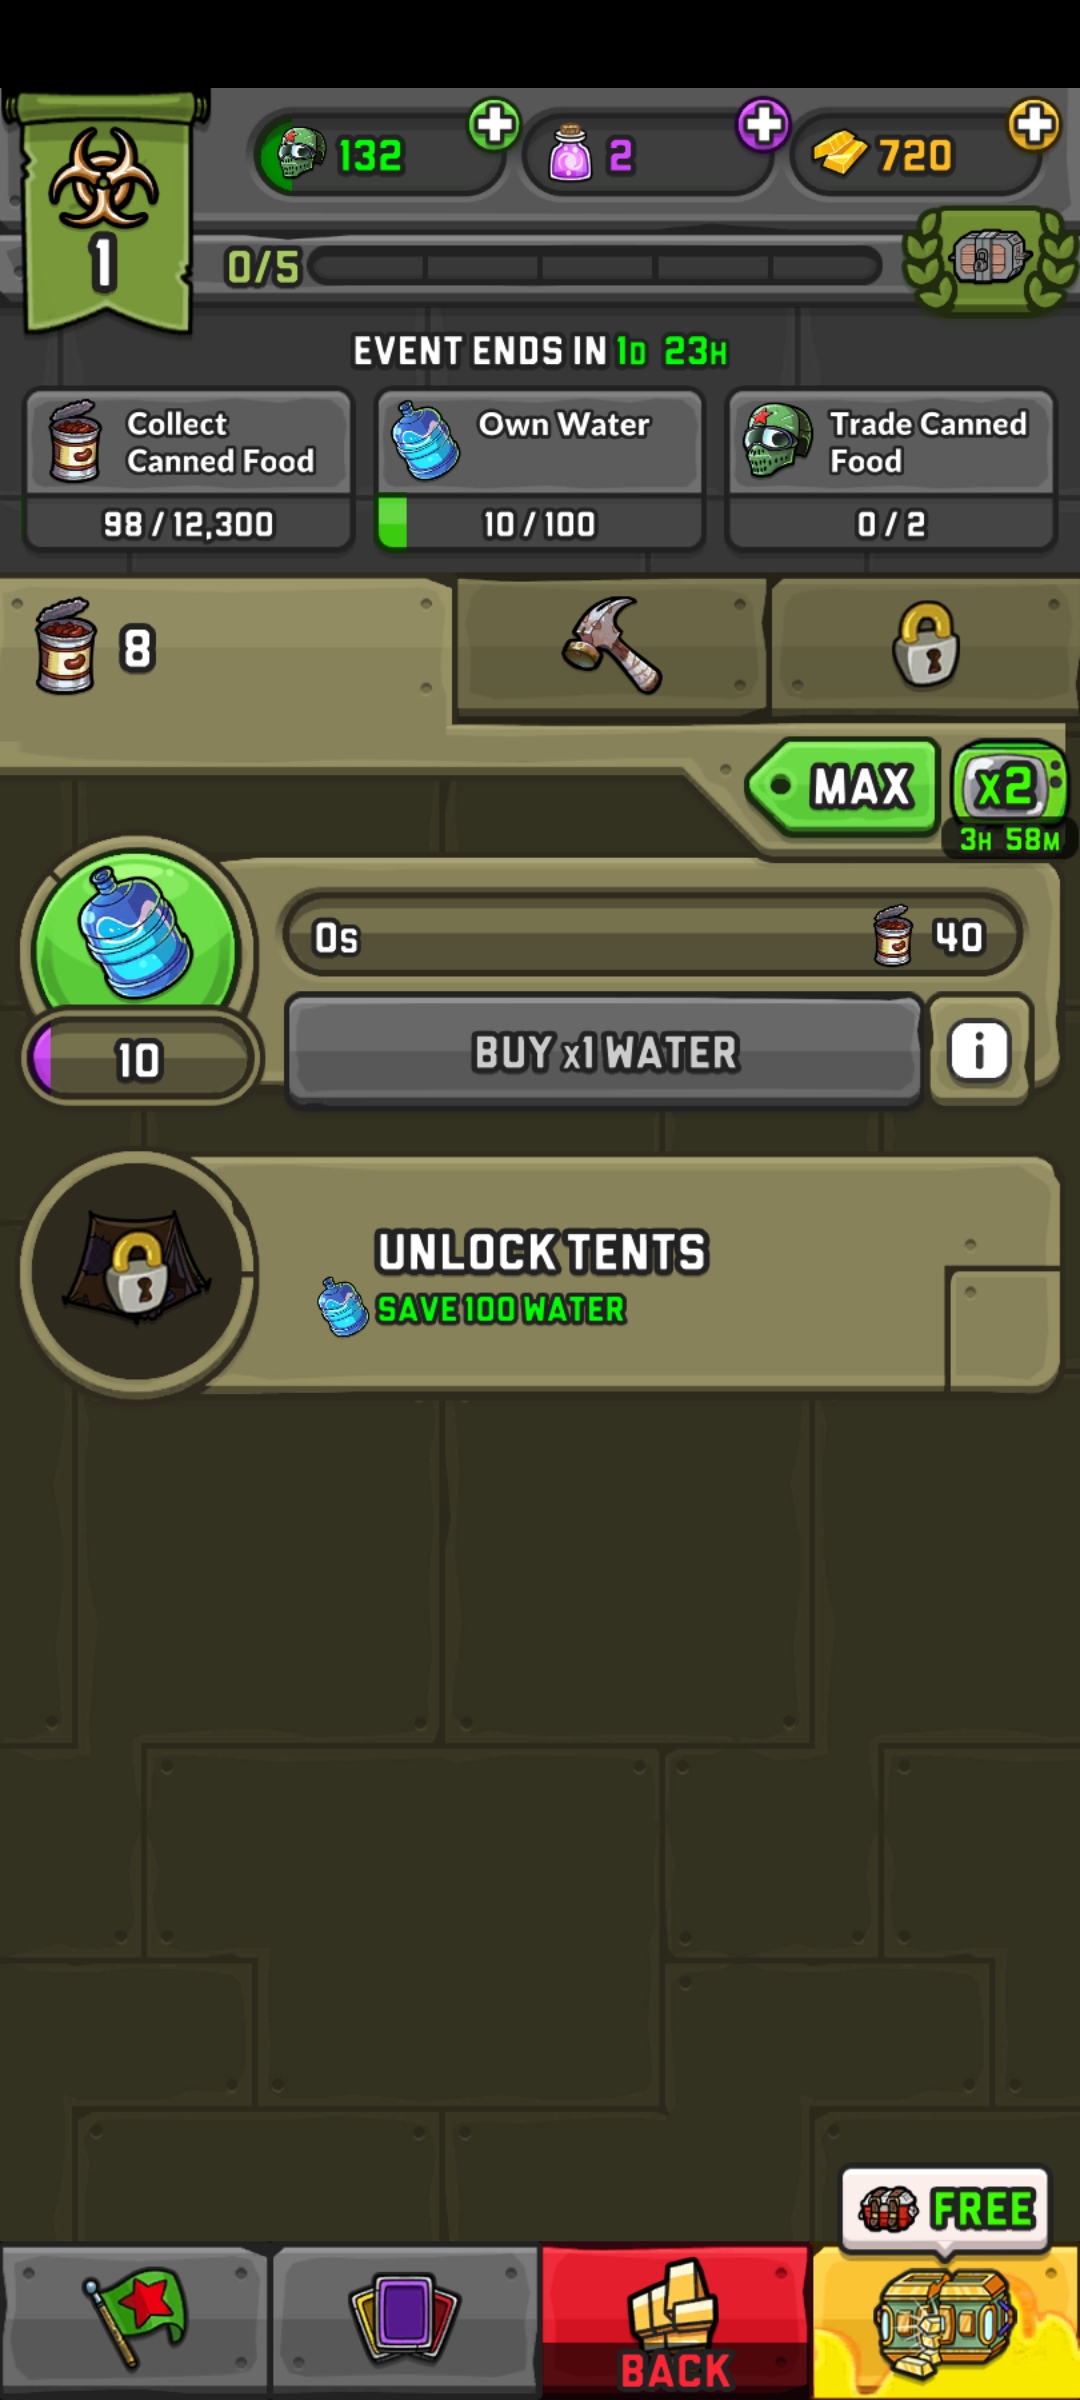 132
2
720
1
0/5
EVENT ENDS IN 1D 23H
Collect
Canned Food
98 / 12,300
Own Water
10 / 100
Trade Canned
Food
0 / 2
8
MAX
x2
3H 58M
0s
40
10
BUY x1 WATER
i
UNLOCK TENTS
SAVE 100 WATER
FREE
BACK